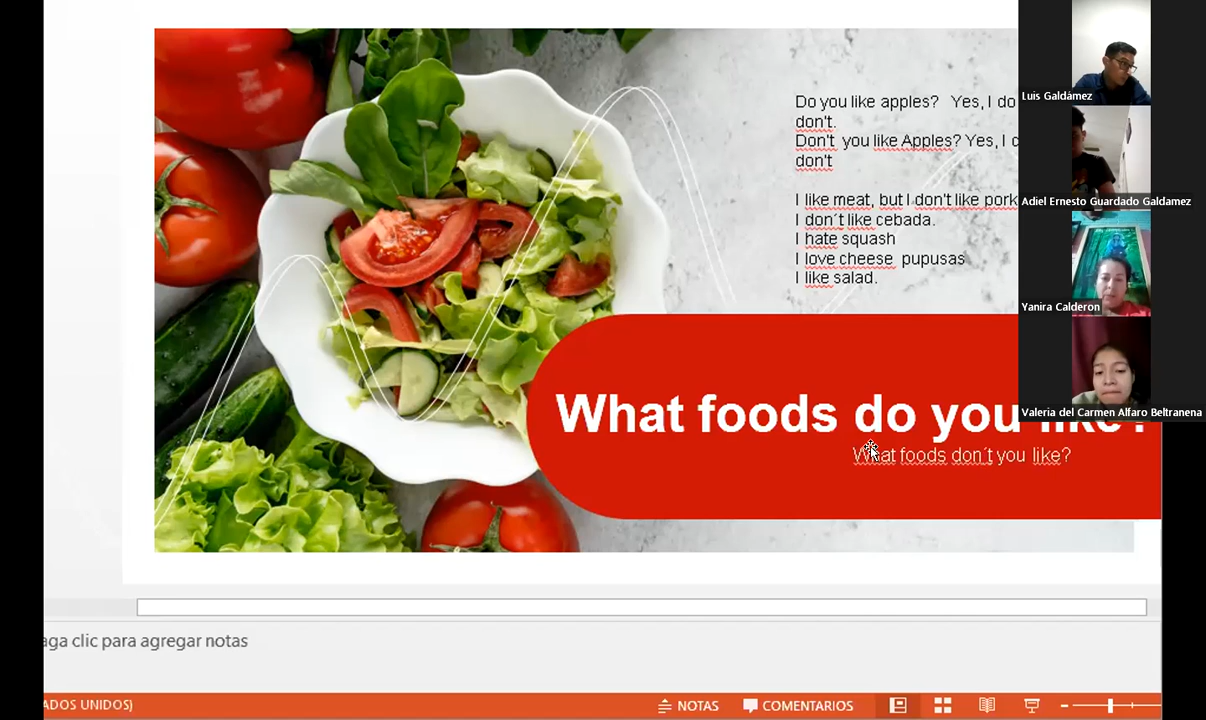 Do you like apples? Yes, I do
don't.
Don't you like Apples? Yes, I
don't
I like meat, but I don't like pork
I don´t like cebada.
I hate squash
I love cheese pupusas
I like salad.
What foods do you like?
What foods don´t you like?
Luis Galdámez
Adiel Ernesto Guardado Galdamez
Yanira Calderon
Valeria del Carmen Alfaro Beltranena
aga clic para agregar notas
ADOS UNIDOS)
NOTAS
COMENTARIOS